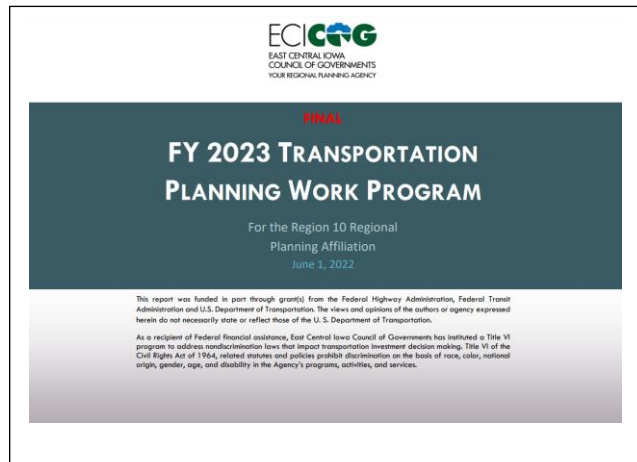 ECICOG
EAST CENTRAL IOWA
COUNCIL OF GOVERNMENTS
YOUR REGIONAL PLANNING AGENCY
FINAL
FY 2023 TRANSPORTATION
PLANNING WORK PROGRAM
For the Region 10 Regional
Planning Affiliation
June 1, 2022
This report was funded in part through grant(s) from the Federal Highway Administration, Federal Transit
Administration and U.S. Department of Transportation. The views and opinions of the authors or agency expressed
herein do not necessarily state or reflect those of the U. S. Department of Transportation.
As a recipient of Federal financial assistance, East Central Iowa Council of Governments has instituted a Title VI
program to address nondiscrimination laws that impact transportation investment decision making. Title VI of the
Civil Rights Act of 1964, related statutes and policies prohibit discrimination on the basis of race, color, national
origin, gender, age, and disability in the Agency's programs, activities, and services.